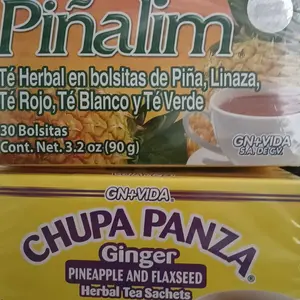 Piñalim
Té Herbal en bolsitas de Piña, Linaza,
Té Rojo, Té Blanco y Té Verde
30 Bolsitas
Cont. Net. 3.2 oz (90 g)
GN+VIDA
S.A. DE C.V.
GN+VIDA®
CHUPA PANZA®
Ginger
PINEAPPLE AND FLAXSEED
Herbal Tea Sachets